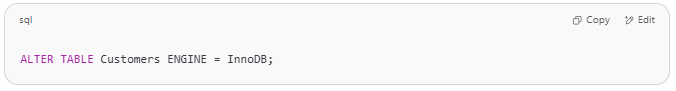 sql
Copy
Edit
ALTER TABLE Customers ENGINE = InnoDB;